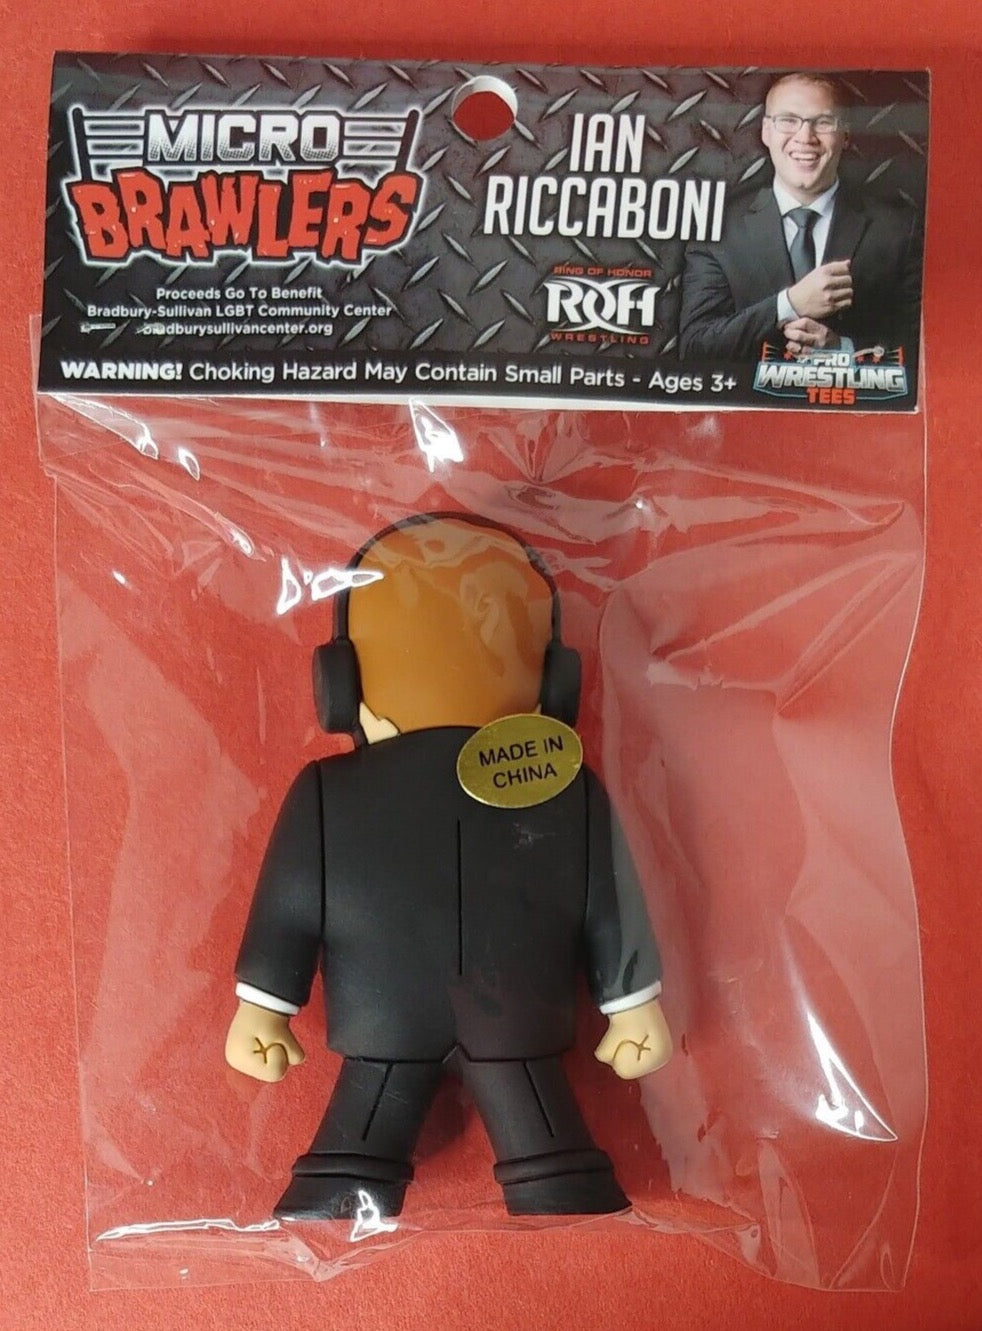 MICRO
BRAWLERS
Proceeds Go To Benefit
Bradbury-Sullivan LGBT Community Center
bradburysullivancenter.org
IAN
RICCABONI
RING OF HONOR
ROH
WRESTLING
PRO
WRESTLING
TEES
WARNING! Choking Hazard May Contain Small Parts - Ages 3+
MADE IN
CHINA